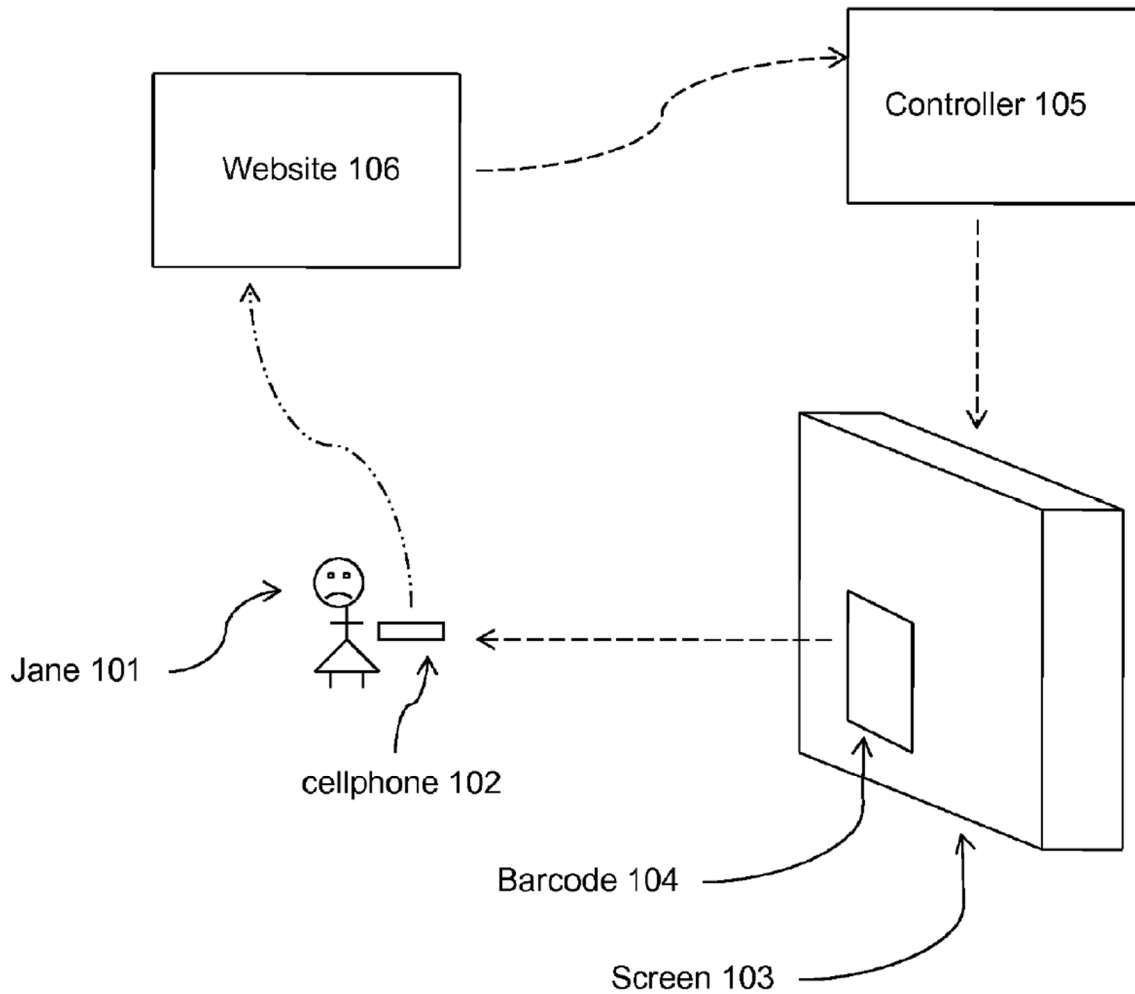 Controller 105
Website 106
Jane 101
cellphone 102
Barcode 104
Screen 103